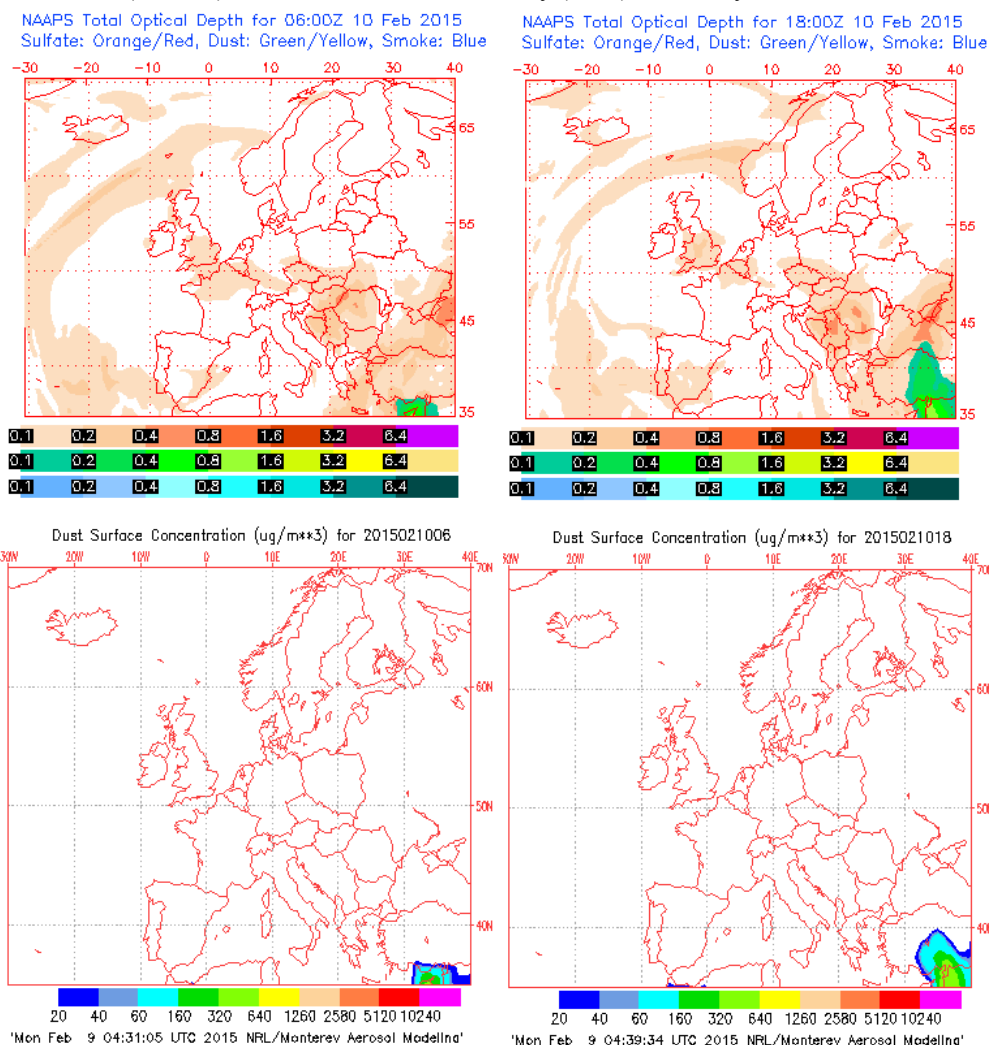 NAAPS Total Optical Depth for 06:00Z 10 Feb 2015
Sulfate: Orange/Red, Dust: Green/Yellow, Smoke: Blue
-30 -20 -10 0 10 20 30 40
65
55
45
35
0.1 0.2 0.4 0.8 1.6 3.2 6.4
0.1 0.2 0.4 0.8 1.6 3.2 6.4
0.1 0.2 0.4 0.8 1.6 3.2 6.4
NAAPS Total Optical Depth for 18:00Z 10 Feb 2015
Sulfate: Orange/Red, Dust: Green/Yellow, Smoke: Blue
-30 -20 -10 0 10 20 30 40
65
55
45
35
0.1 0.2 0.4 0.8 1.6 3.2 6.4
0.1 0.2 0.4 0.8 1.6 3.2 6.4
0.1 0.2 0.4 0.8 1.6 3.2 6.4
Dust Surface Concentration (ug/m**3) for 2015021006
30W 20W 10W 0 10E 20E 30E 40E
70N
60N
50N
40N
20 40 60 160 320 640 1260 2580 5120 10240
'Mon Feb 9 04:31:05 UTC 2015 NRL/Monterey Aerosol Modeling'
Dust Surface Concentration (ug/m**3) for 2015021018
20W 10W 0 10E 20E 30E 40E
60N
50N
40N
20 40 60 160 320 640 1260 2580 5120 10240
'Mon Feb 9 04:39:34 UTC 2015 NRL/Monterey Aerosol Modeling'